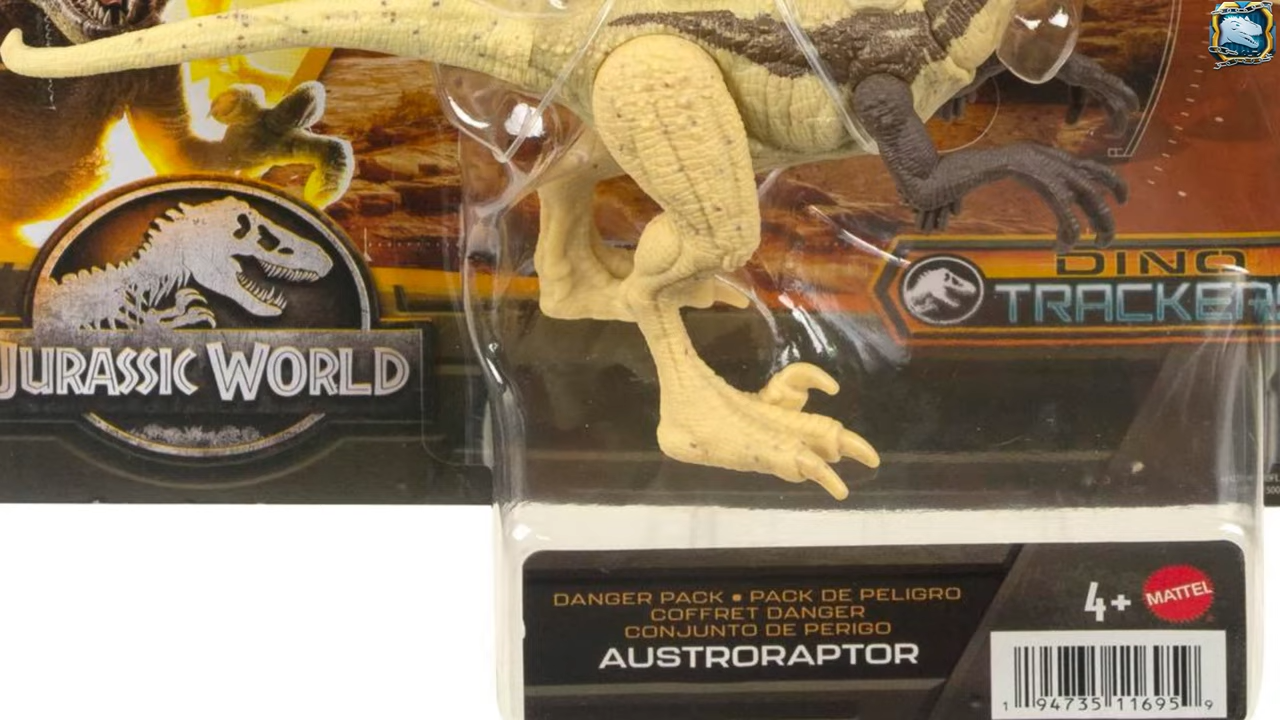 JURASSIC WORLD
DINO
TRACKER
DANGER PACK ▪ PACK DE PELIGRO
COFFRET DANGER
CONJUNTO DE PERIGO
AUSTRORAPTOR
4+
MATTEL
1 94735 11695 9